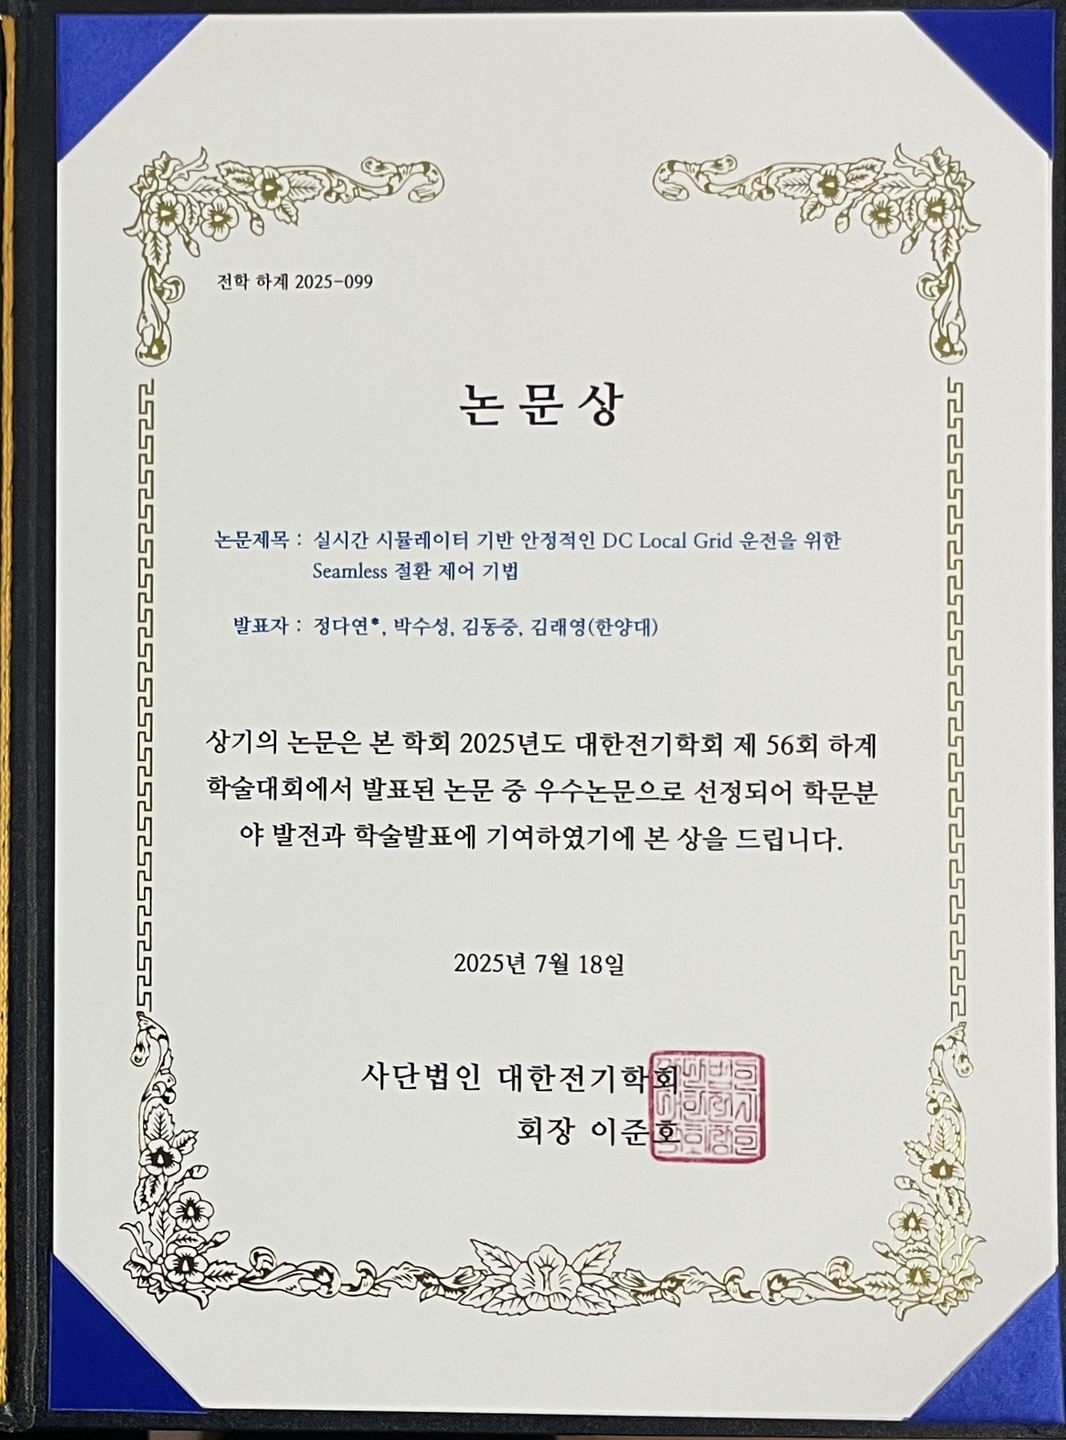 전학 하계 2025-099
논문상
논문제목 : 실시간 시뮬레이터 기반 안정적인 DC Local Grid 운전을 위한
Seamless 절환 제어 기법
발표자 : 정다연*, 박수성, 김동중, 김래영(한양대)
상기의 논문은 본 학회 2025년도 대한전기학회 제 56회 하계
학술대회에서 발표된 논문 중 우수논문으로 선정되어 학문분
야 발전과 학술발표에 기여하였기에 본 상을 드립니다.
2025년 7월 18일
사단법인 대한전기학회
회장 이준호